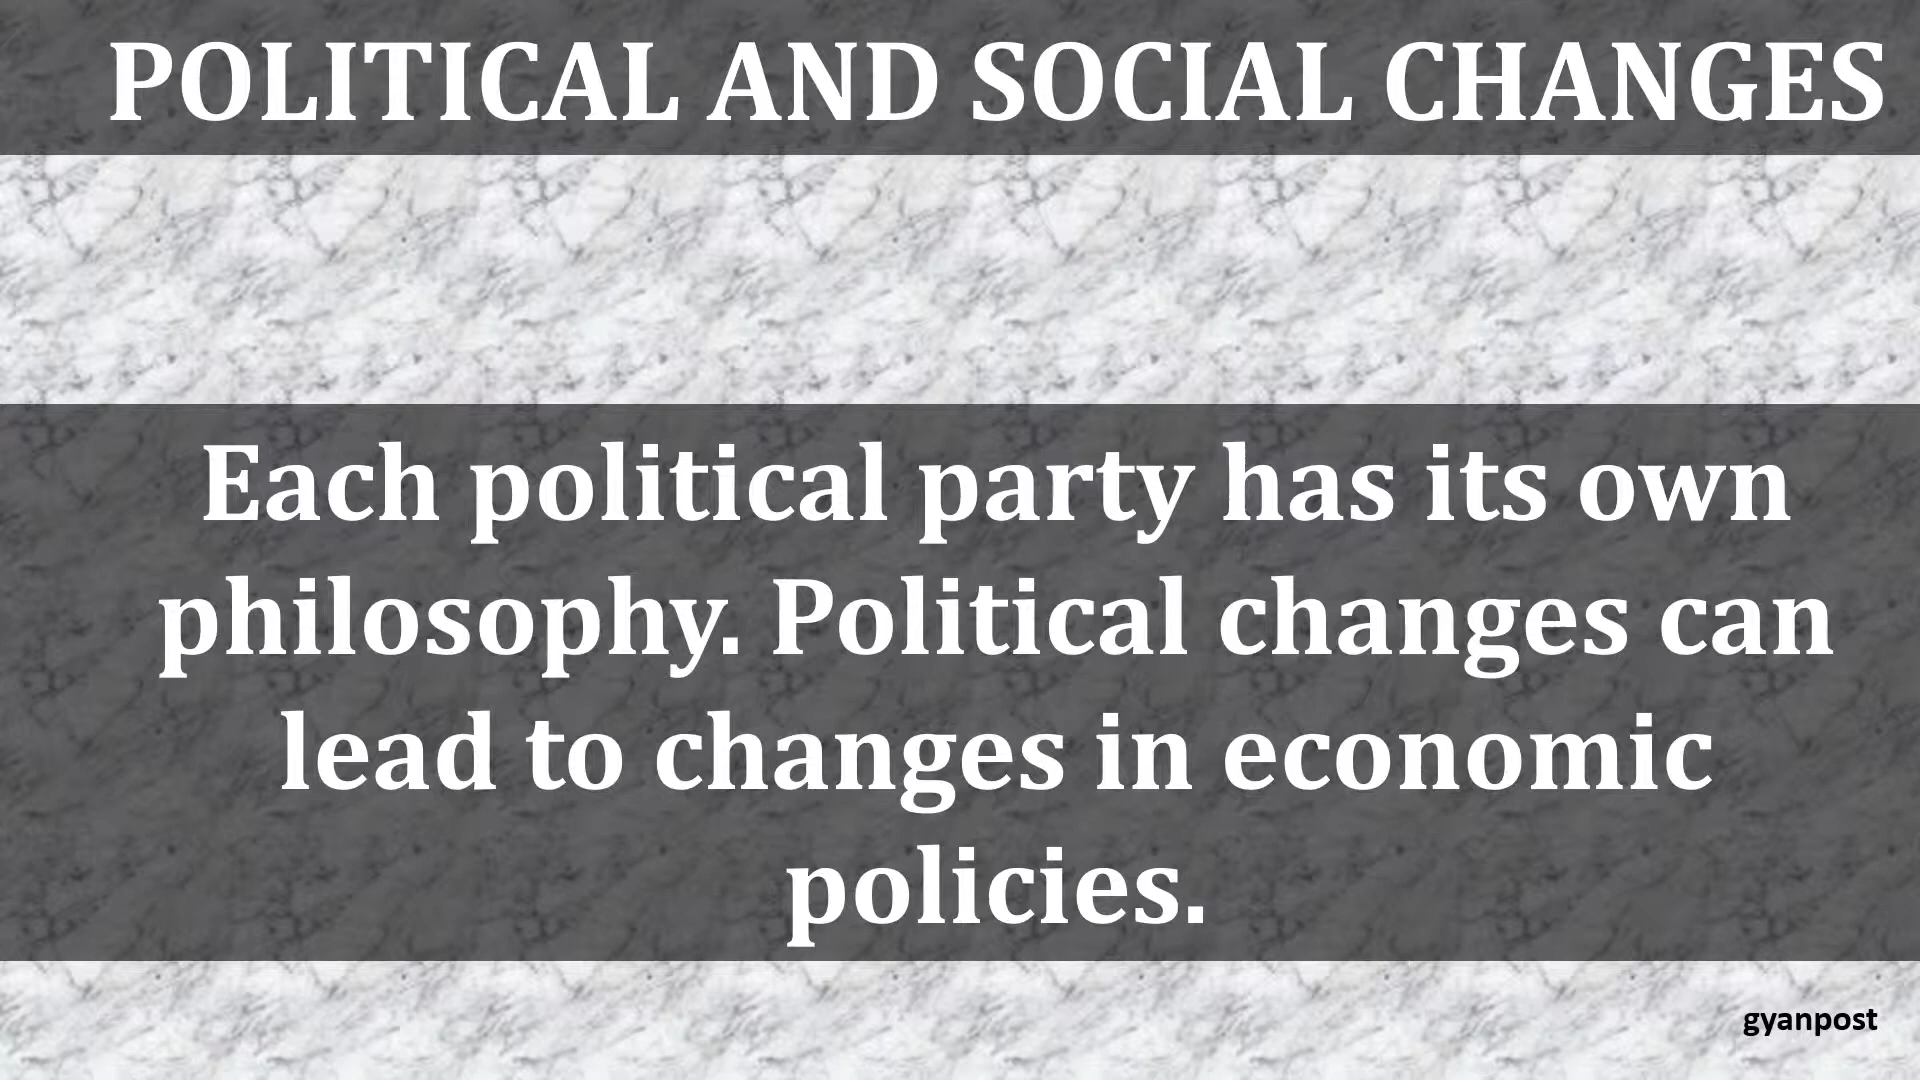 POLITICAL AND SOCIAL CHANGES
Each political party has its own
philosophy. Political changes can
lead to changes in economic
policies.
gyanpost